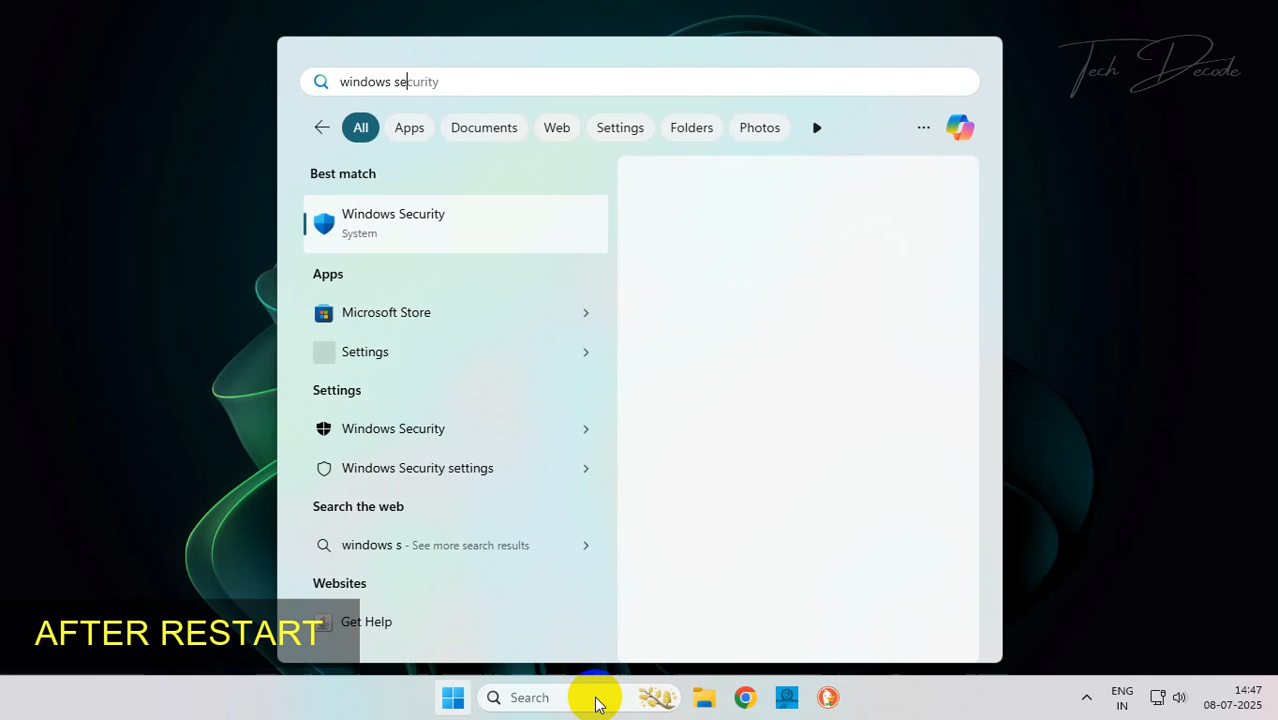 Tech Decode
windows security
All Apps Documents Web Settings Folders Photos
Best match
Windows Security
System
Apps
Microsoft Store
Settings
Settings
Windows Security
Windows Security settings
Search the web
windows s - See more search results
Websites
Get Help
AFTER RESTART
Search
ENG
IN
14:47
08-07-2025